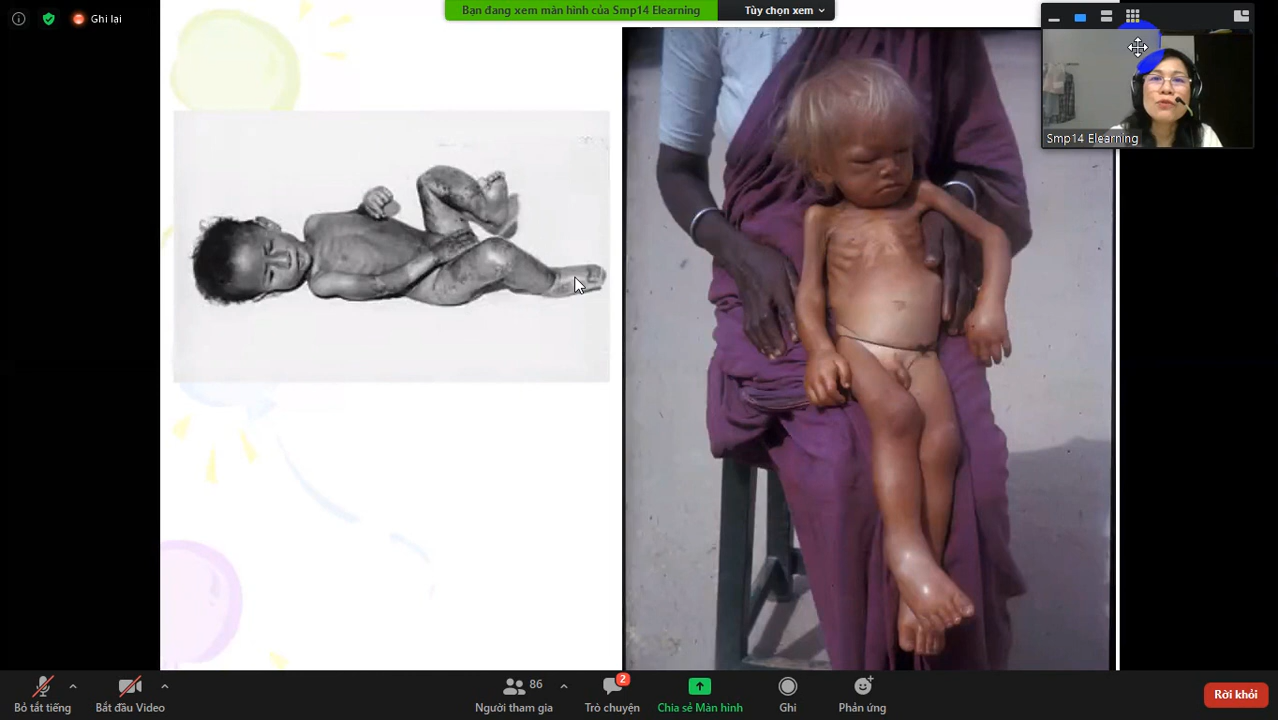 Ghi lại
Bạn đang xem màn hình của Smp14 Elearning
Tùy chọn xem
Smp14 Elearning
Bỏ tắt tiếng
Bắt đầu Video
86
Người tham gia
2
Trò chuyện
Chia sẻ Màn hình
Ghi
Phản ứng
Rời khỏi